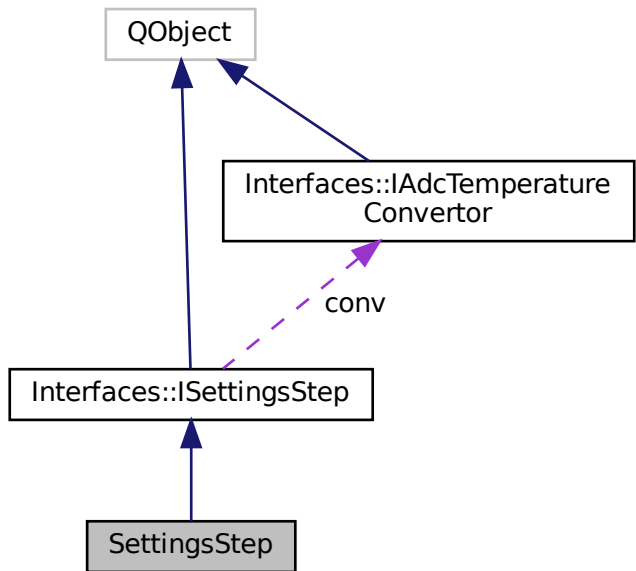 QObject
Interfaces::IAdcTemperature
Convertor
conv
Interfaces::ISettingsStep
SettingsStep